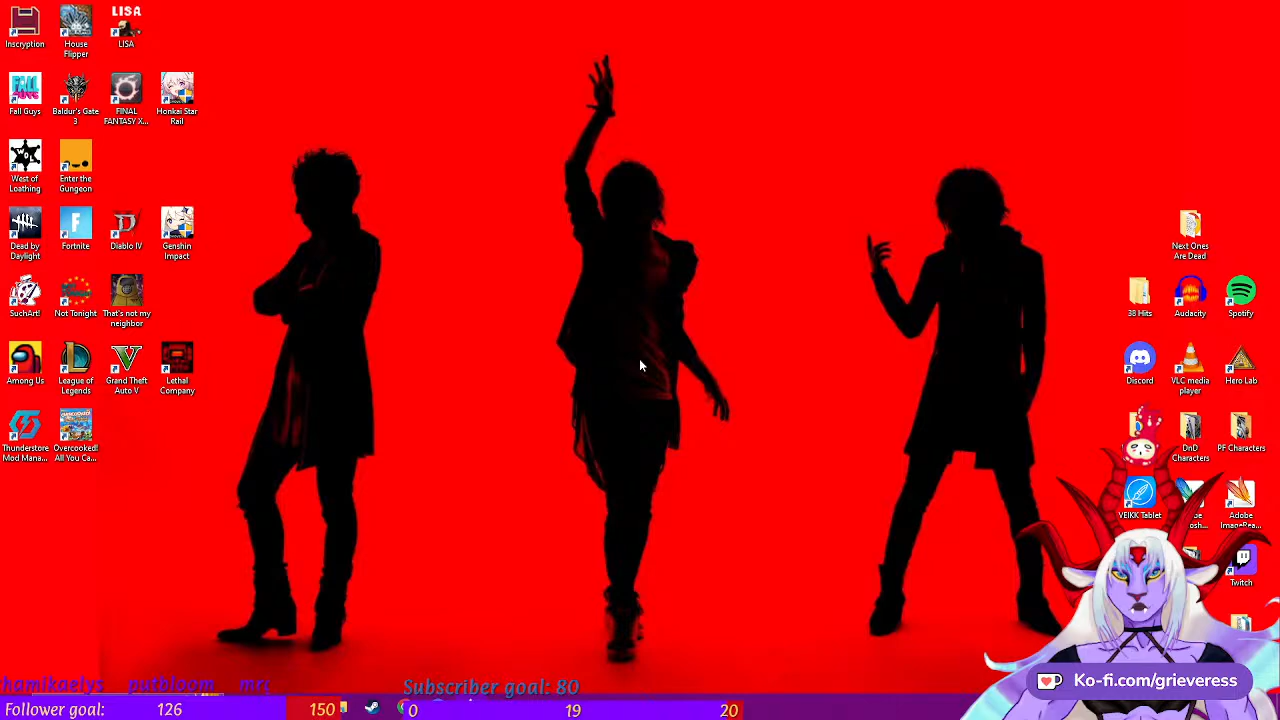 LISA
Inscryption
House
Flipper
LISA
FALL
GUYS
Fall Guys
Baldur's Gate
3
FINAL
FANTASY X...
Honkai Star
Rail
West of
Loathing
Enter the
Gungeon
Dead by
Daylight
Fortnite
Diablo IV
Genshin
Impact
Next Ones
Are Dead
SuchArt!
Not Tonight
That's not my
neighbor
38 Hits
Audacity
Spotify
Among Us
League of
Legends
Grand Theft
Auto V
Lethal
Company
Discord
VLC media
player
Hero Lab
Thunderstore
Mod Mana...
Overcooked!
All You Ca...
DnD
Characters
PF Characters
VEIKK Tablet
Adobe
ImageRea...
Twitch
hamikaelys putbloom
Subscriber goal: 80
Follower goal: 126 150
0 19 20
Ko-fi.com/grieveress